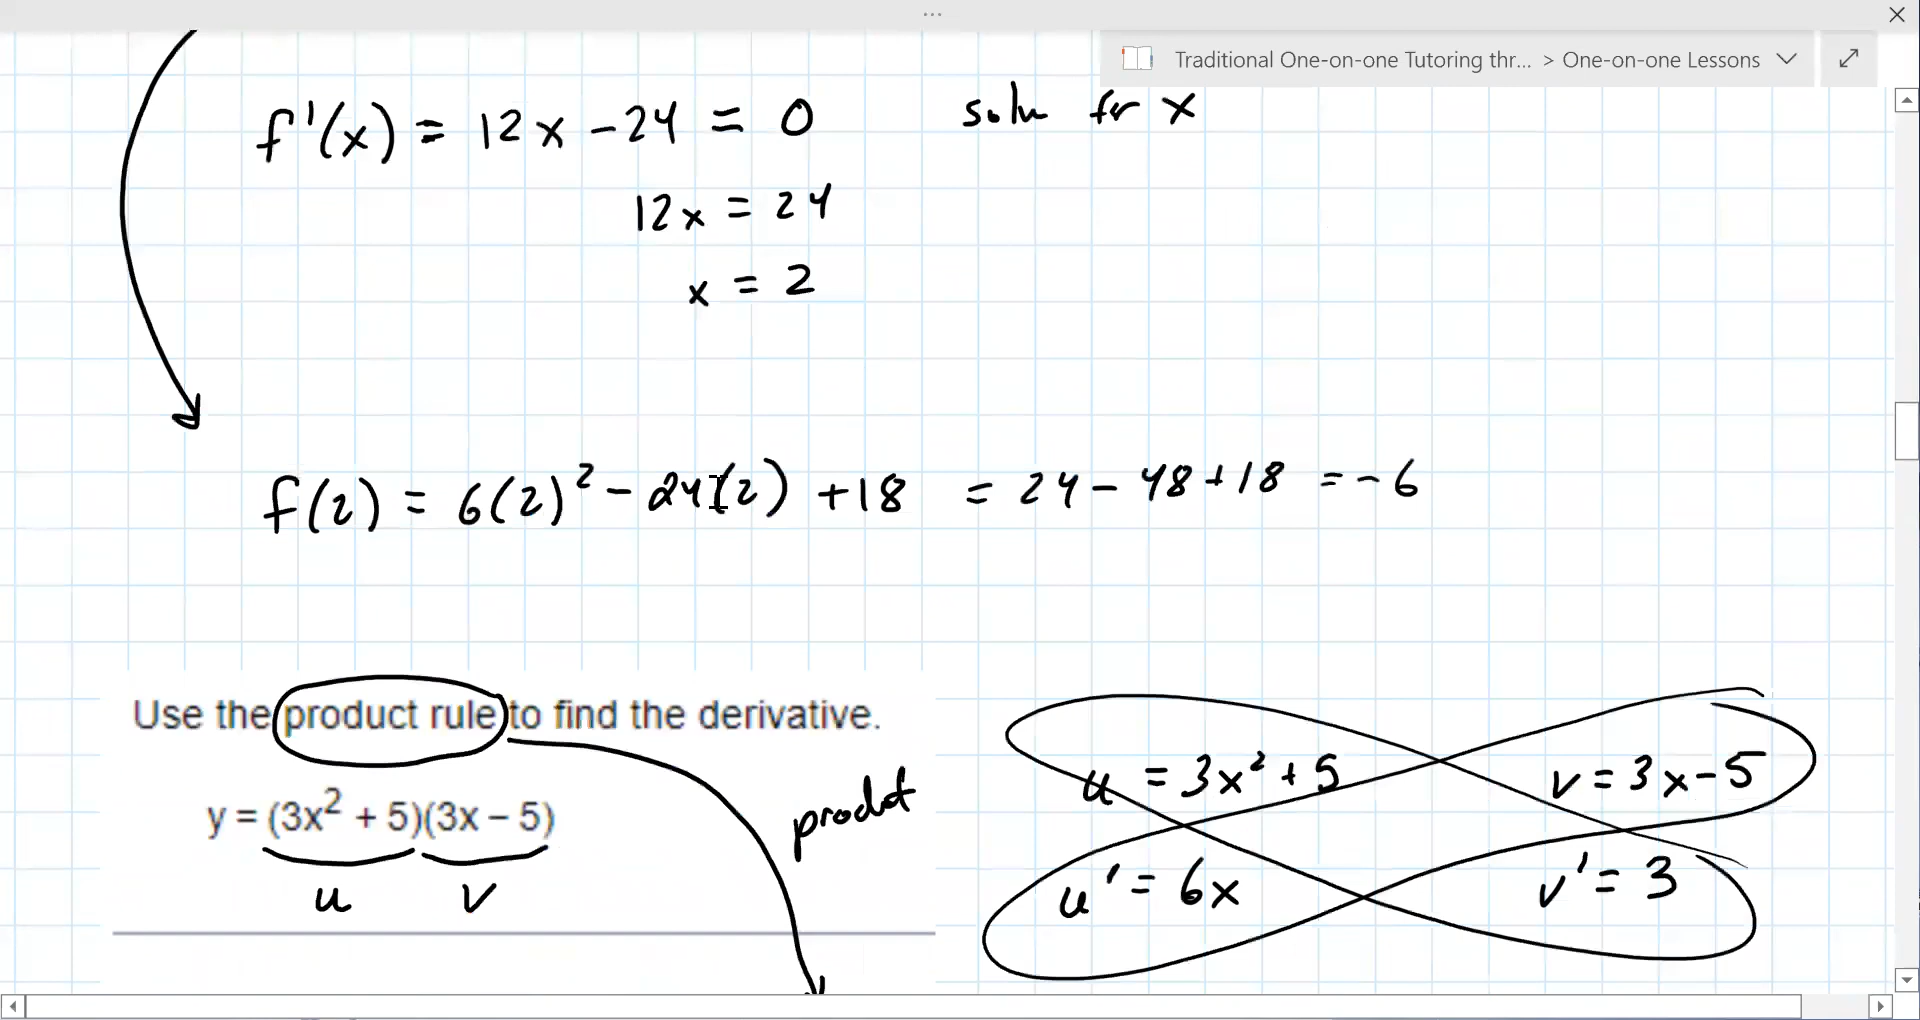 Traditional One-on-one Tutoring thr... > One-on-one Lessons
f'(x) = 12x - 24 = 0 solve for x
12x = 24
x = 2
f(2) = 6(2)² - 24(2) + 18 = 24 - 48 + 18 = -6
Use the product rule to find the derivative.
y = (3x² + 5)(3x – 5)
u v
product
u = 3x² + 5 v = 3x - 5
u' = 6x v' = 3